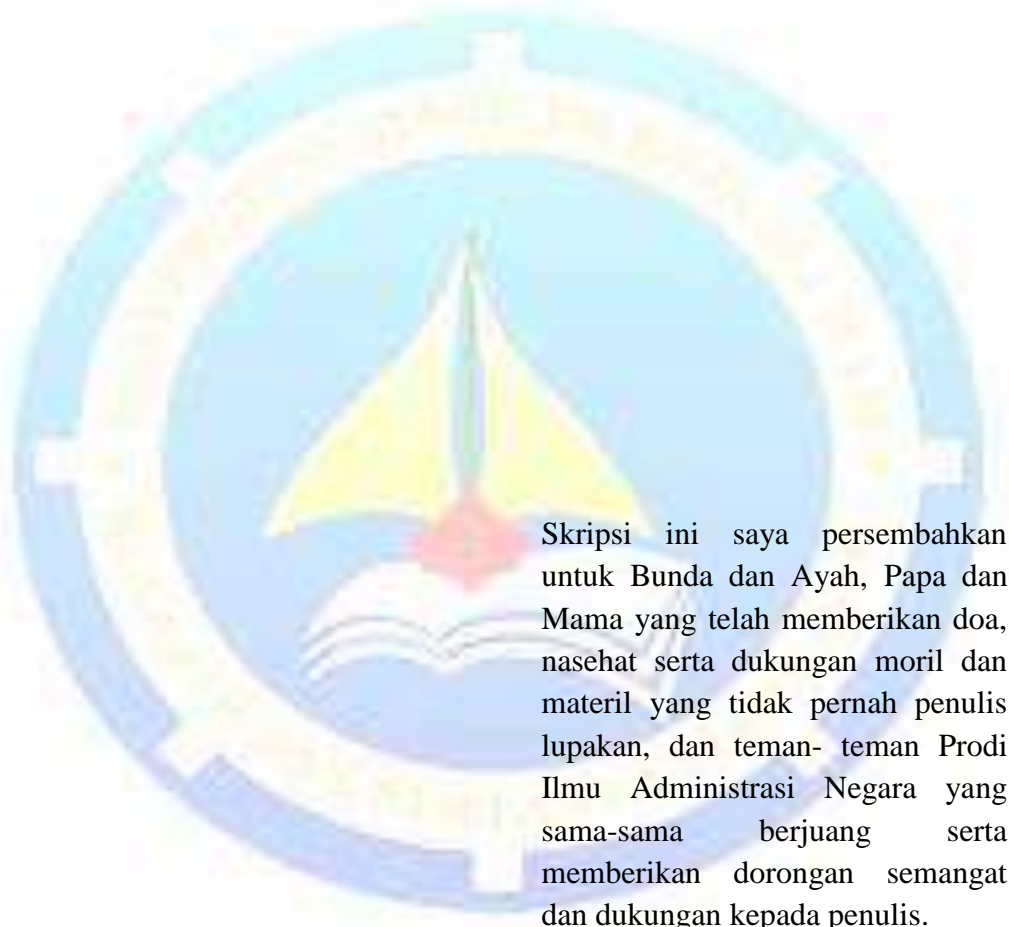 Skripsi ini saya persembahkan
untuk Bunda dan Ayah, Papa dan
Mama yang telah memberikan doa,
nasehat serta dukungan moril dan
materil yang tidak pernah penulis
lupakan, dan teman- teman Prodi
Ilmu Administrasi Negara yang
sama-sama berjuang serta
memberikan dorongan semangat
dan dukungan kepada penulis.